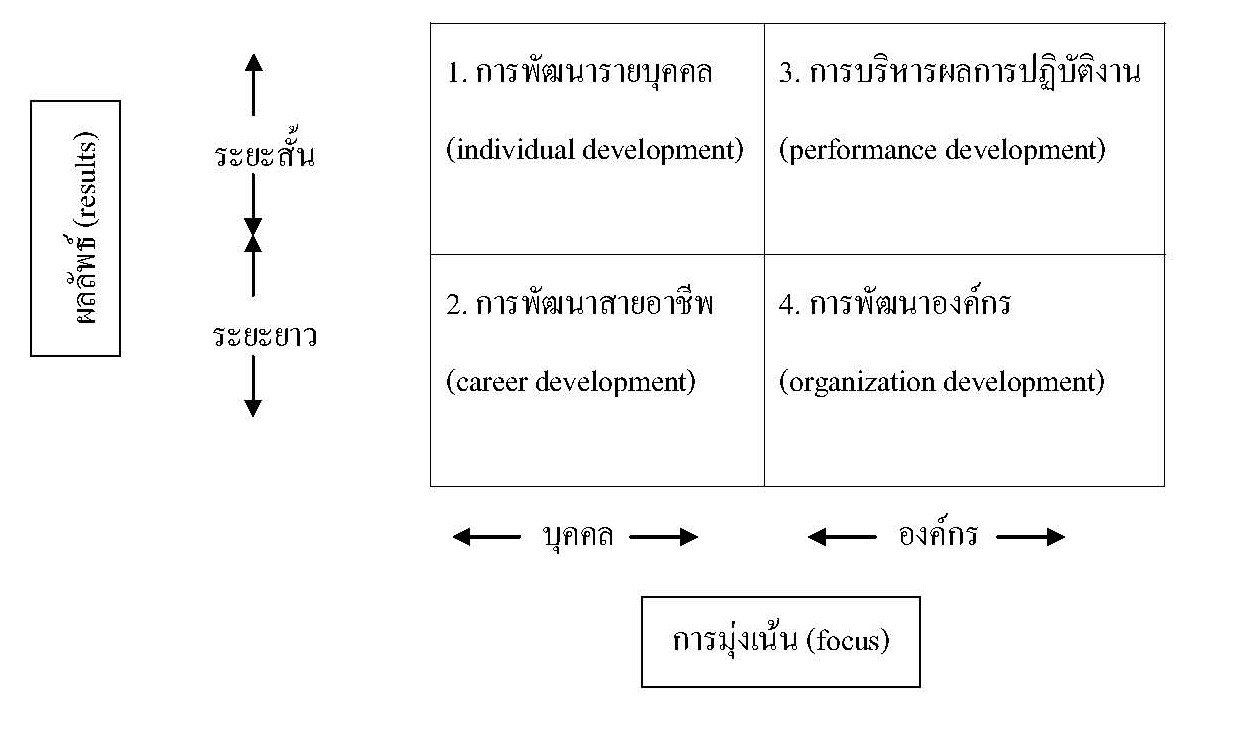 ผลลัพธ์ (results)
ระยะสั้น
ระยะยาว
1. การพัฒนารายบุคคล
(individual development)
3. การบริหารผลการปฏิบัติงาน
(performance development)
2. การพัฒนาสายอาชีพ
(career development)
4. การพัฒนาองค์กร
(organization development)
บุคคล
องค์กร
การมุ่งเน้น (focus)